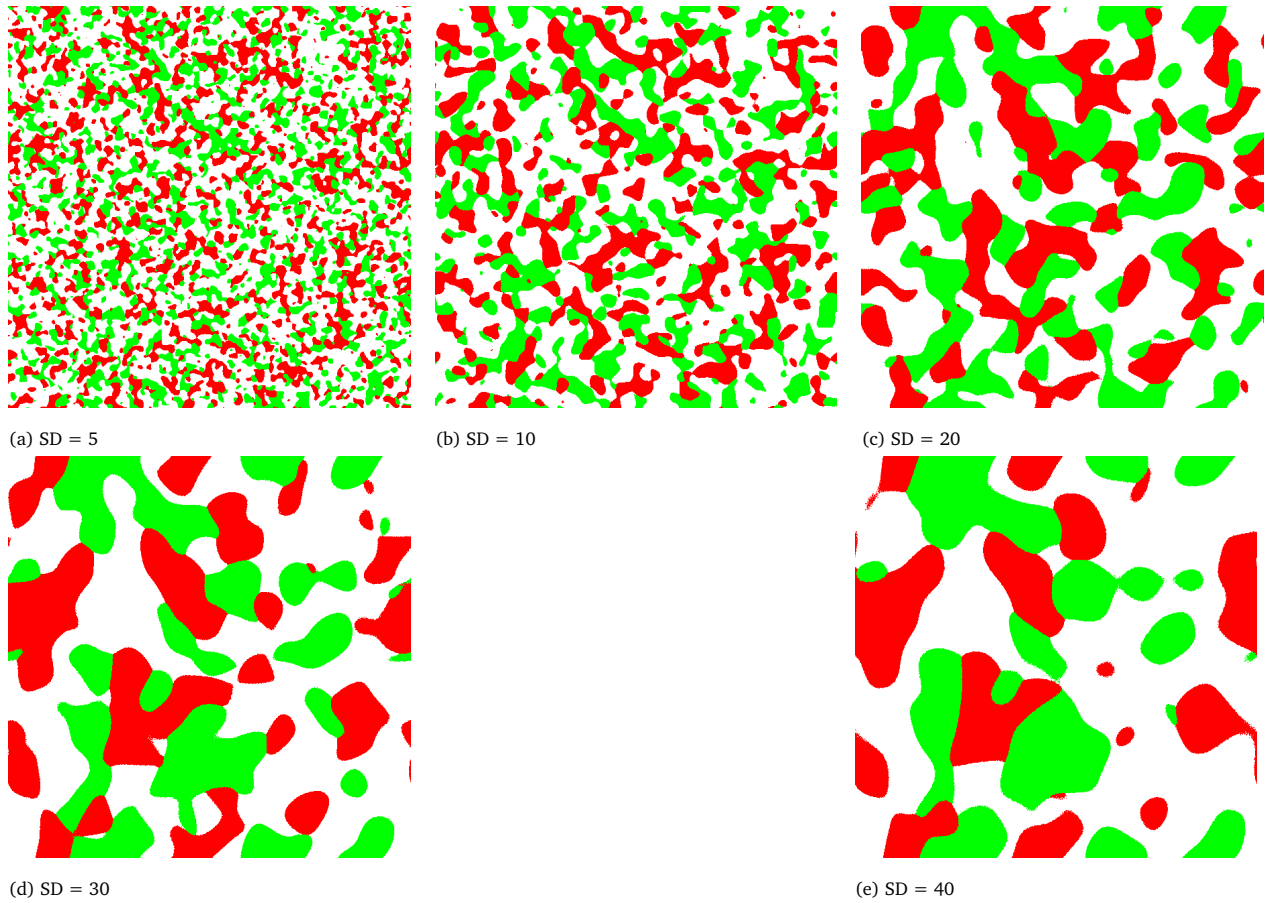 (a) SD = 5
(b) SD = 10
(c) SD = 20
(d) SD = 30
(e) SD = 40